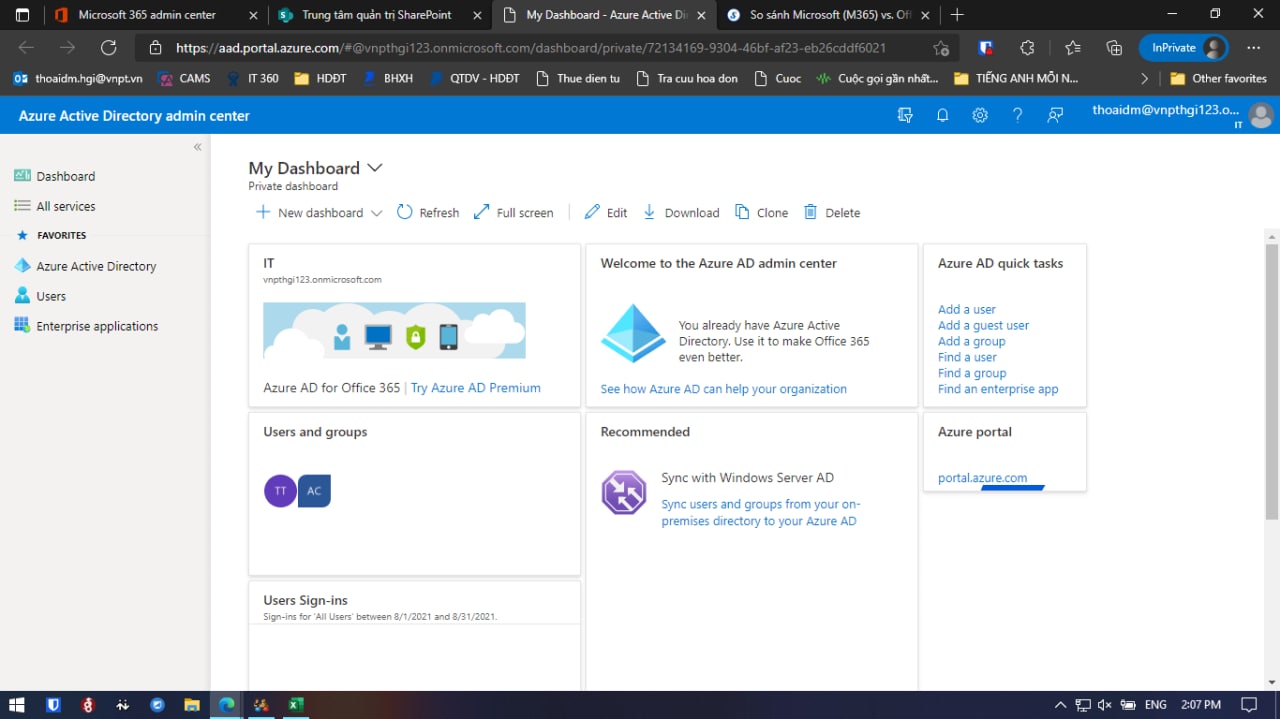 Microsoft 365 admin center
Trung tâm quản trị SharePoint
My Dashboard - Azure Active Di
So sánh Microsoft (M365) vs. Off
https://aad.portal.azure.com/#@vnpthgi123.onmicrosoft.com/dashboard/private/72134169-9304-46bf-af23-eb26cddf6021
InPrivate
thoaidm.hgi@vnpt.vn
CAMS
IT 360
HDĐT
BHXH
QTDV - HDĐT
Thue dien tu
Tra cuu hoa don
Cuoc
Cuộc gọi gần nhất...
TIẾNG ANH MỖI N...
Other favorites
Azure Active Directory admin center
thoaidm@vnpthgi123.o...
IT
Dashboard
All services
FAVORITES
Azure Active Directory
Users
Enterprise applications
My Dashboard
Private dashboard
New dashboard
Refresh
Full screen
Edit
Download
Clone
Delete
IT
vnpthgi123.onmicrosoft.com
Azure AD for Office 365 | Try Azure AD Premium
Welcome to the Azure AD admin center
You already have Azure Active
Directory. Use it to make Office 365
even better.
See how Azure AD can help your organization
Azure AD quick tasks
Add a user
Add a guest user
Add a group
Find a user
Find a group
Find an enterprise app
Users and groups
TT
AC
Recommended
Sync with Windows Server AD
Sync users and groups from your on-
premises directory to your Azure AD
Azure portal
portal.azure.com
Users Sign-ins
Sign-ins for 'All Users' between 8/1/2021 and 8/31/2021.
ENG
2:07 PM